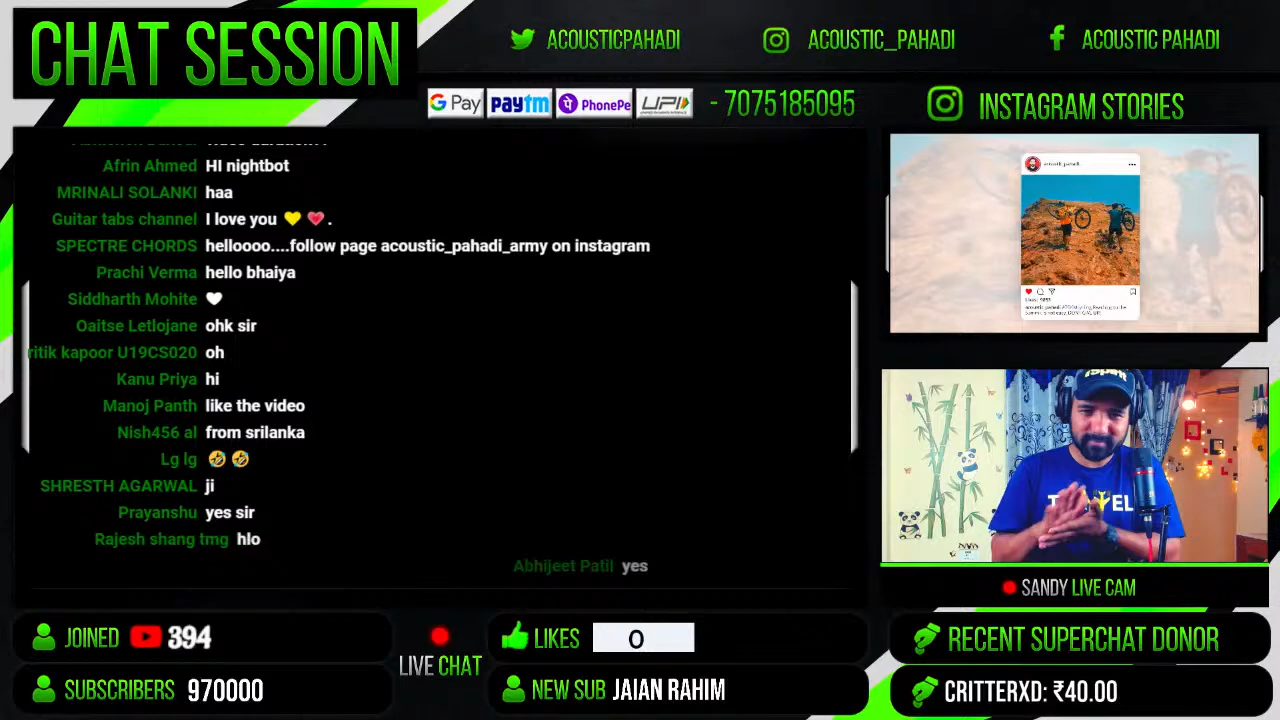 CHAT SESSION
ACOUSTICPAHADI
ACOUSTIC_PAHADI
ACOUSTIC PAHADI
G Pay paytm PhonePe UPI - 7075185095
INSTAGRAM STORIES
Afrin Ahmed HI nightbot
MRINALI SOLANKI haa
Guitar tabs channel I love you 💛 💗 .
SPECTRE CHORDS helloooo....follow page acoustic_pahadi_army on instagram
Prachi Verma hello bhaiya
Siddharth Mohite 🤍
Oaitse Letlojane ohk sir
ritik kapoor U19CS020 oh
Kanu Priya hi
Manoj Panth like the video
Nish456 al from srilanka
Lg lg 🤣 🤣
SHRESTH AGARWAL ji
Prayanshu yes sir
Rajesh shang tmg hlo
Abhijeet Patil yes
SANDY LIVE CAM
JOINED 394
LIVE CHAT
LIKES 0
RECENT SUPERCHAT DONOR
SUBSCRIBERS 970000
NEW SUB JAIAN RAHIM
CRITTERXD: ₹40.00